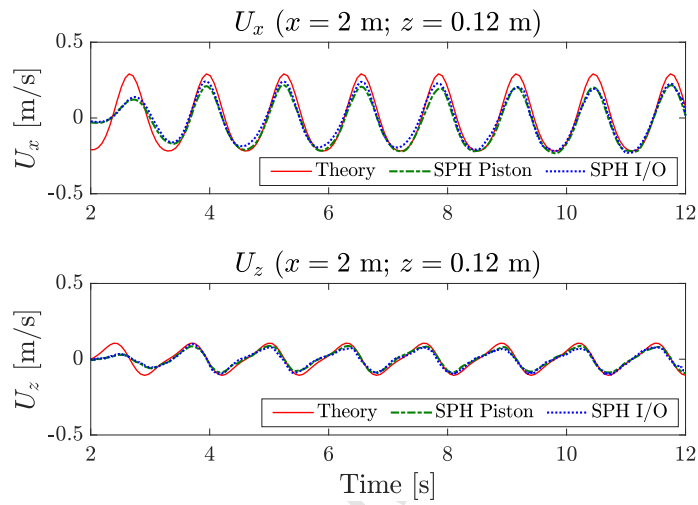 U_x (x = 2 m; z = 0.12 m)
0.5
0
-0.5
U_x [m/s]
Theory SPH Piston SPH I/O
2 4 6 8 10 12
U_z (x = 2 m; z = 0.12 m)
0.5
0
-0.5
U_z [m/s]
Theory SPH Piston SPH I/O
2 4 6 8 10 12
Time [s]